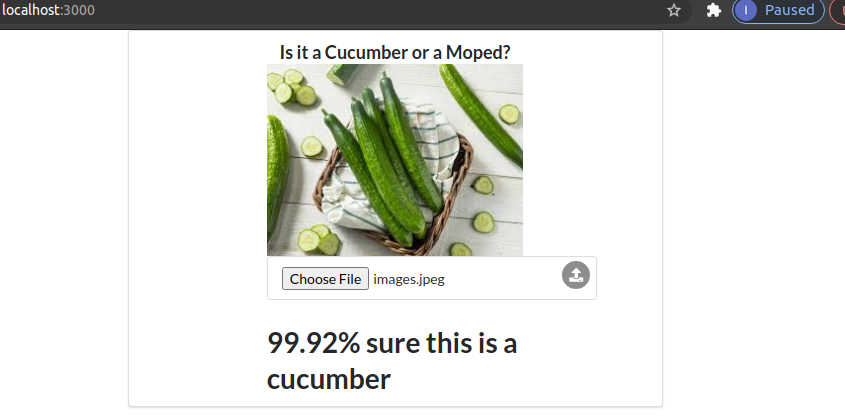 localhost:3000
I Paused
Is it a Cucumber or a Moped?
Choose File images.jpeg
99.92% sure this is a
cucumber